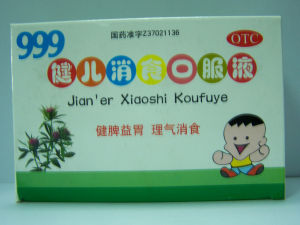 国药准字Z37021136
OTC
999
健儿消食口服液
Jian'er Xiaoshi Koufuye
健脾益胃 理气消食